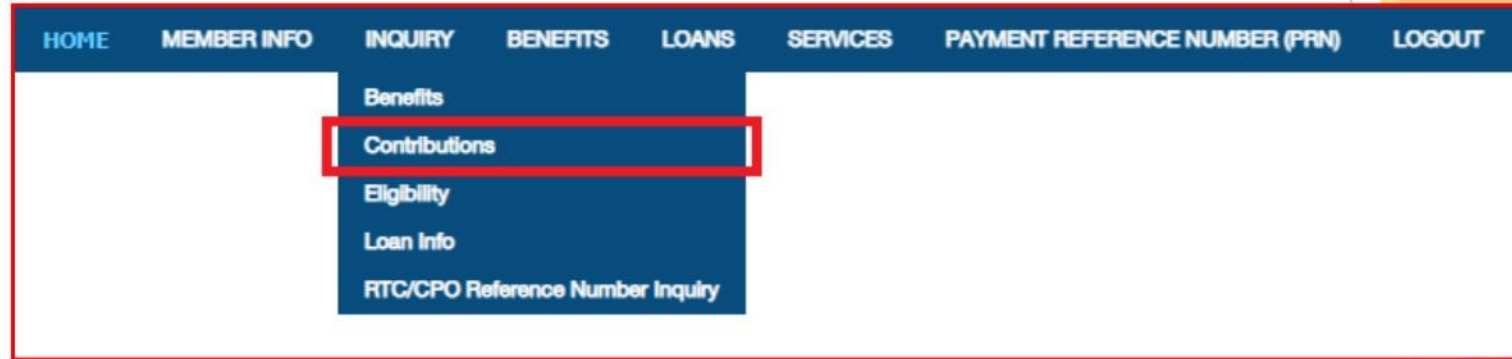 HOME MEMBER INFO INQUIRY BENEFITS LOANS SERVICES PAYMENT REFERENCE NUMBER (PRN) LOGOUT
Benefits
Contributions
Eligibility
Loan Info
RTC/CPO Reference Number Inquiry